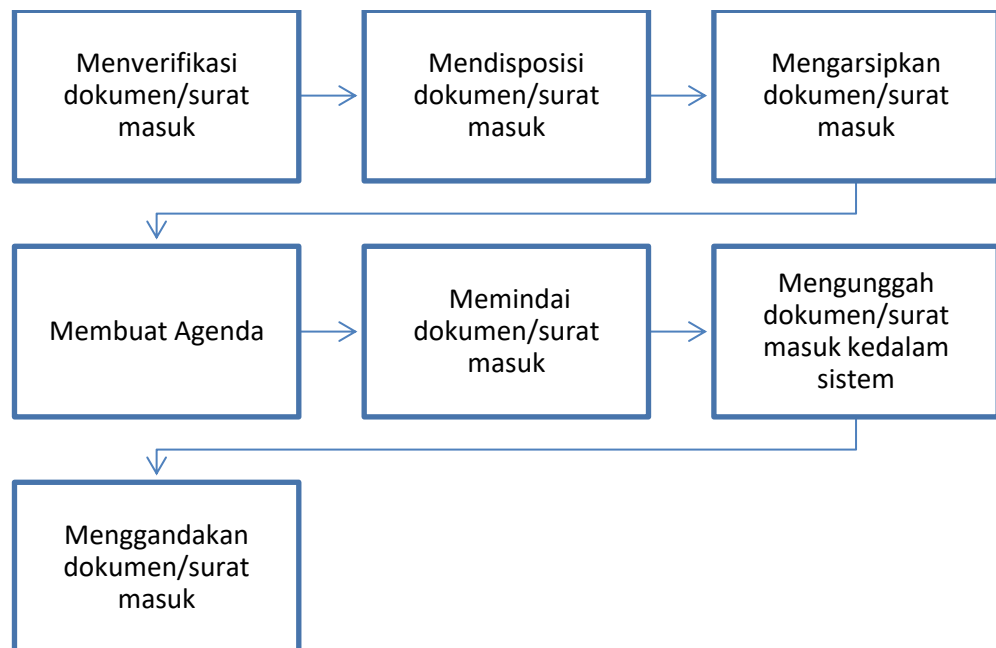 Menverifikasi
dokumen/surat
masuk
Mendisposisi
dokumen/surat
masuk
Mengarsipkan
dokumen/surat
masuk
Membuat Agenda
Memindai
dokumen/surat
masuk
Mengunggah
dokumen/surat
masuk kedalam
sistem
Menggandakan
dokumen/surat
masuk